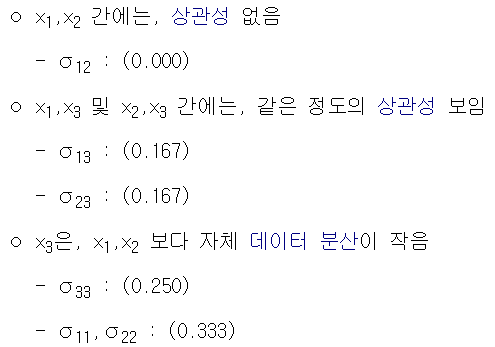 ○ x₁,x₂ 간에는, 상관성 없음
- σ₁₂ : (0.000)
○ x₁,x₃ 및 x₂,x₃ 간에는, 같은 정도의 상관성 보임
- σ₁₃ : (0.167)
- σ₂₃ : (0.167)
○ x₃은, x₁,x₂ 보다 자체 데이터 분산이 작음
- σ₃₃ : (0.250)
- σ₁₁,σ₂₂ : (0.333)